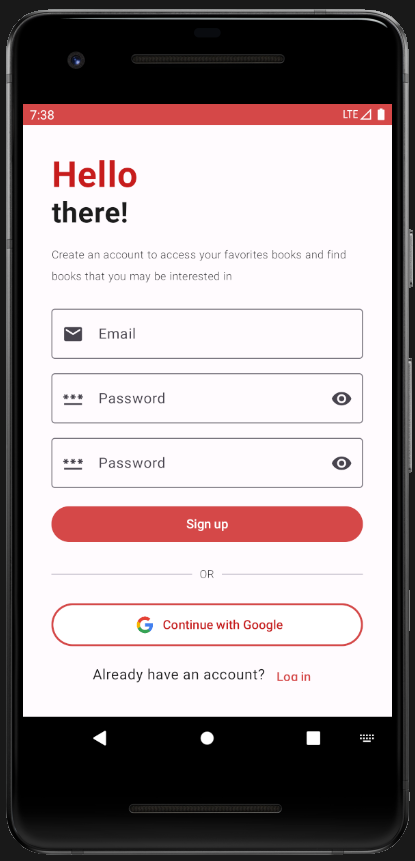 7:38 LTE
Hello
there!
Create an account to access your favorites books and find
books that you may be interested in
Email
Password
Password
Sign up
OR
Continue with Google
Already have an account? Log in